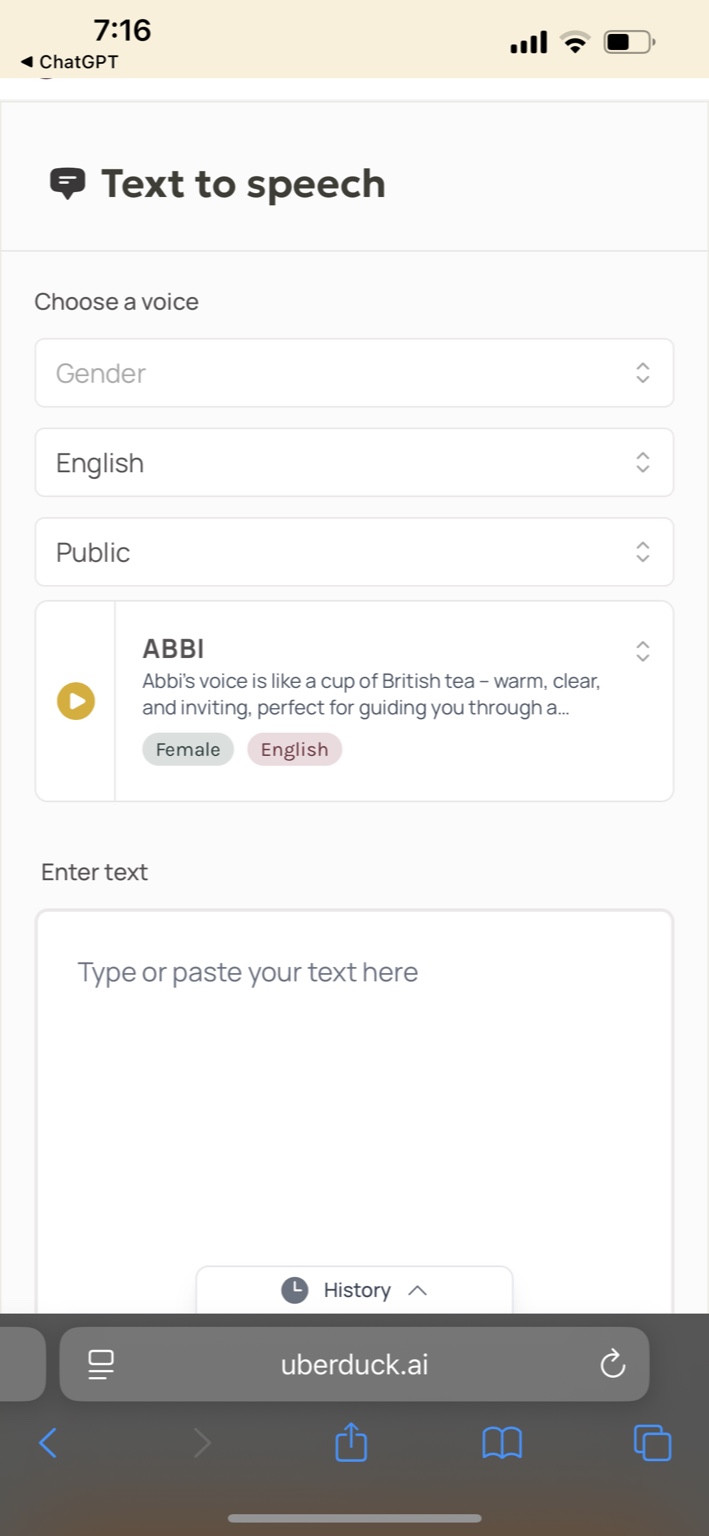 7:16
◀ ChatGPT
Text to speech
Choose a voice
Gender
English
Public
ABBI
Abbi's voice is like a cup of British tea – warm, clear,
and inviting, perfect for guiding you through a...
Female English
Enter text
Type or paste your text here
History
uberduck.ai